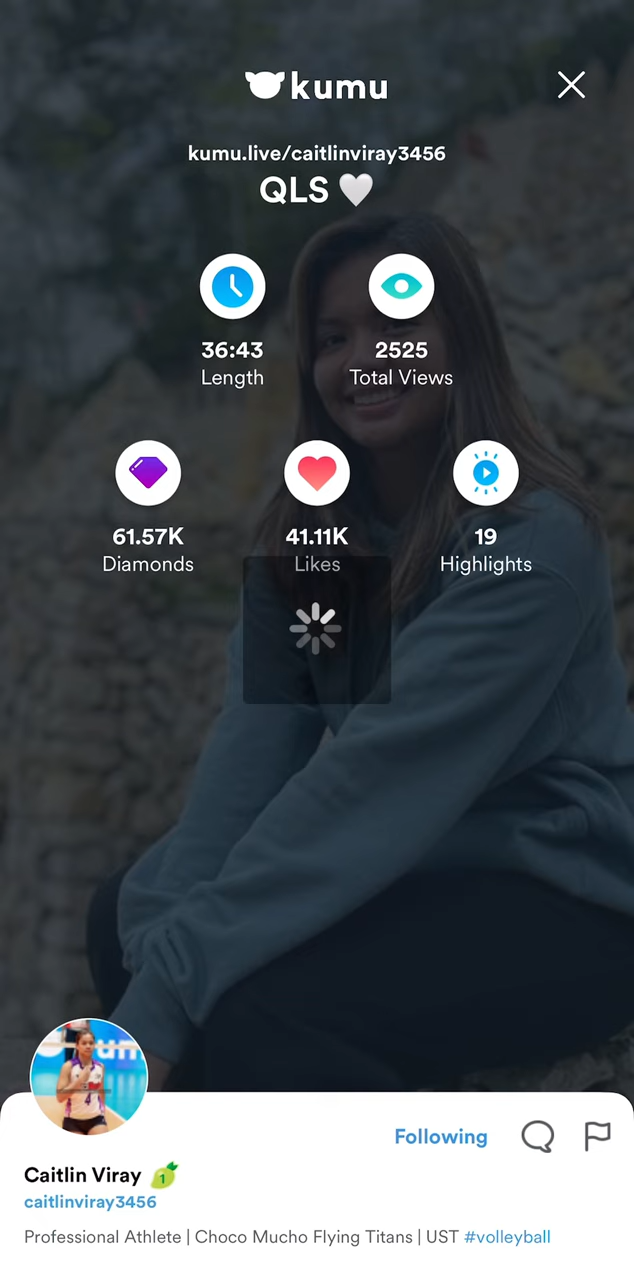 kumu
kumu.live/caitlinviray3456
QLS 🤍
36:43
Length
2525
Total Views
61.57K
Diamonds
41.11K
Likes
19
Highlights
Following
Caitlin Viray 1
caitlinviray3456
Professional Athlete | Choco Mucho Flying Titans | UST #volleyball